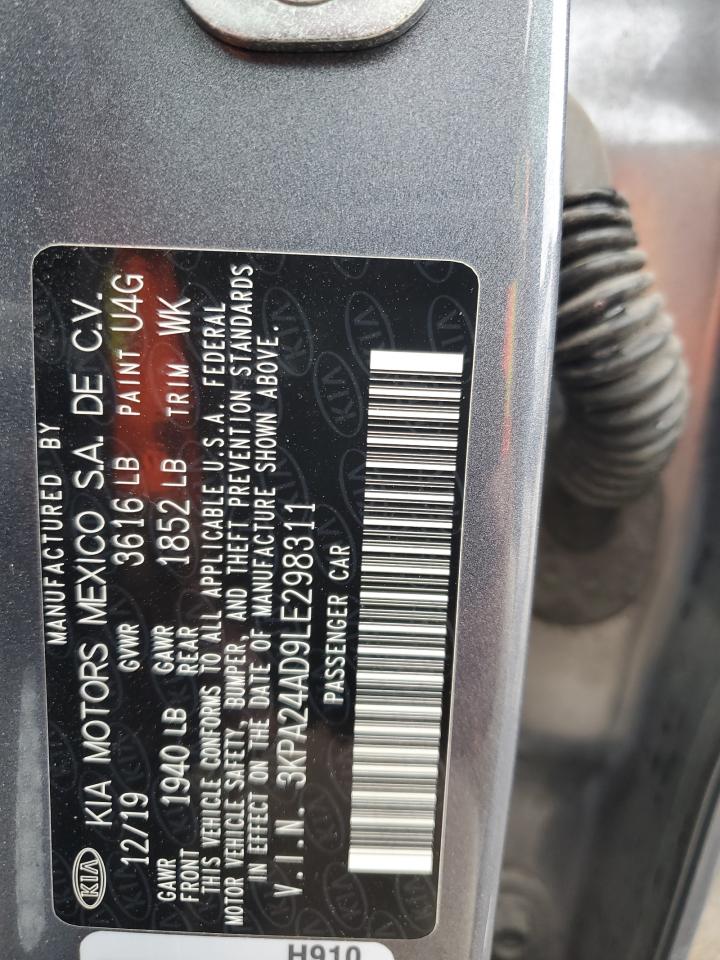 MANUFACTURED BY
KIA KIA MOTORS MEXICO S.A. DE C.V.
12/19 GVWR 3616 LB PAINT U4G
GAWR FRONT 1940 LB GAWR REAR 1852 LB TRIM WK
THIS VEHICLE CONFORMS TO ALL APPLICABLE U.S.A. FEDERAL
MOTOR VEHICLE SAFETY, BUMPER, AND THEFT PREVENTION STANDARDS
IN EFFECT ON THE DATE OF MANUFACTURE SHOWN ABOVE.
V.I.N. 3KPA24AD9LE298311
PASSENGER CAR
H910